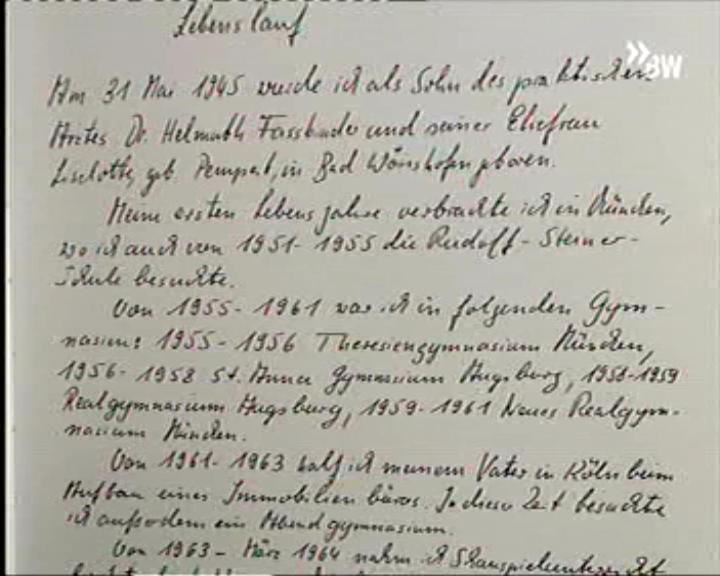 Lebenslauf
»BW
Am 31 Mai 1945 wurde ich als Sohn des praktischen
Arztes Dr. Helmuth Fassbinder und seiner Ehefrau
Liselotte, geb. Pempeit, in Bad Wörishofen geboren.
Meine ersten Lebensjahre verbrachte ich in München,
wo ich auch von 1951-1955 die Rudolf-Steiner-
Schule besuchte.
Von 1955-1961 war ich in folgenden Gym-
nasien: 1955-1956 Theresiengymnasium München,
1956-1958 St. Anna Gymnasium Augsburg, 1958-1959
Realgymnasium Augsburg, 1959-1961 Neues Realgym-
nasium München.
Von 1961-1963 half ich meinem Vater in Köln beim
Aufbau eines Immobilienbüros. In dieser Zeit besuchte
ich außerdem ein Abendgymnasium.
Von 1963- März 1964 nahm ich Schauspielunterricht